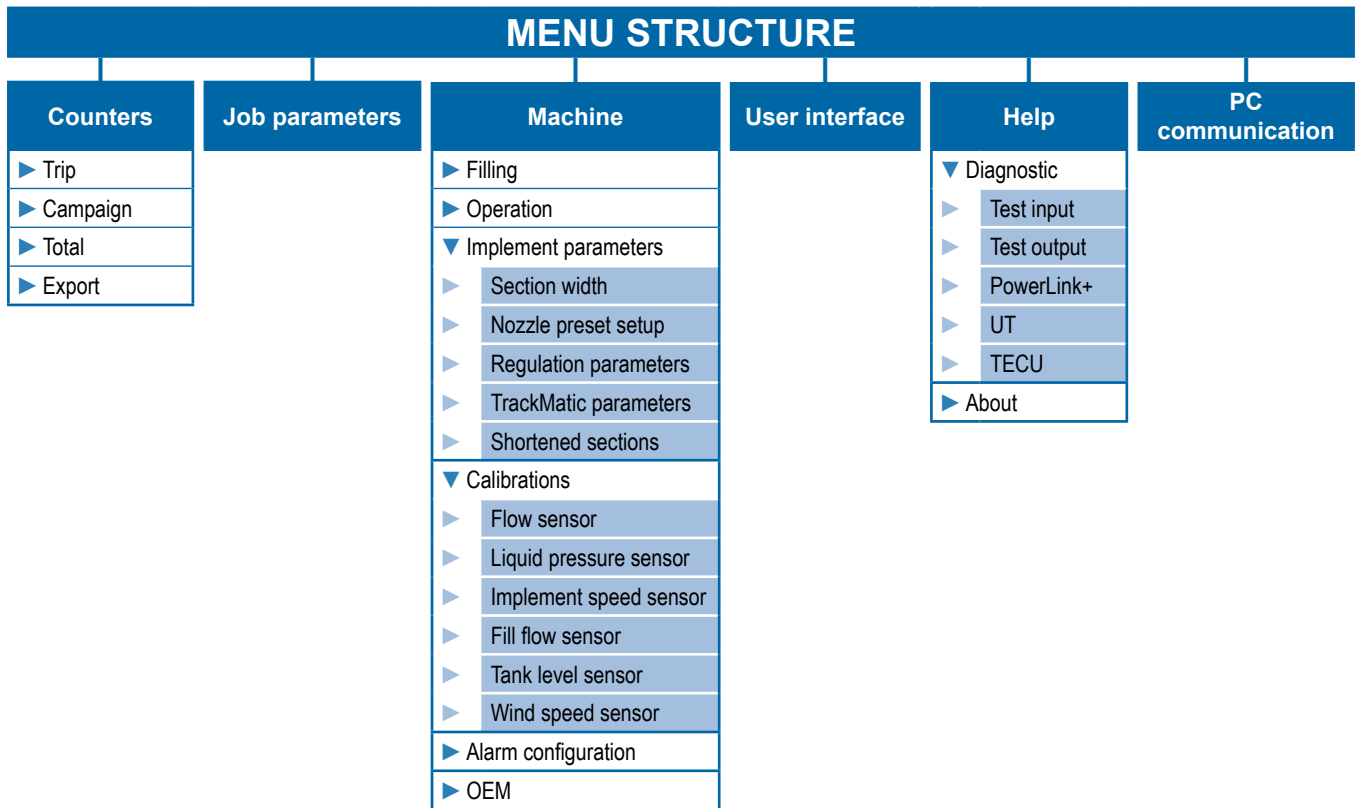 MENU STRUCTURE
Counters
Trip
Campaign
Total
Export
Job parameters
Machine
Filling
Operation
Implement parameters
Section width
Nozzle preset setup
Regulation parameters
TrackMatic parameters
Shortened sections
Calibrations
Flow sensor
Liquid pressure sensor
Implement speed sensor
Fill flow sensor
Tank level sensor
Wind speed sensor
Alarm configuration
OEM
User interface
Help
Diagnostic
Test input
Test output
PowerLink+
UT
TECU
About
PC
communication